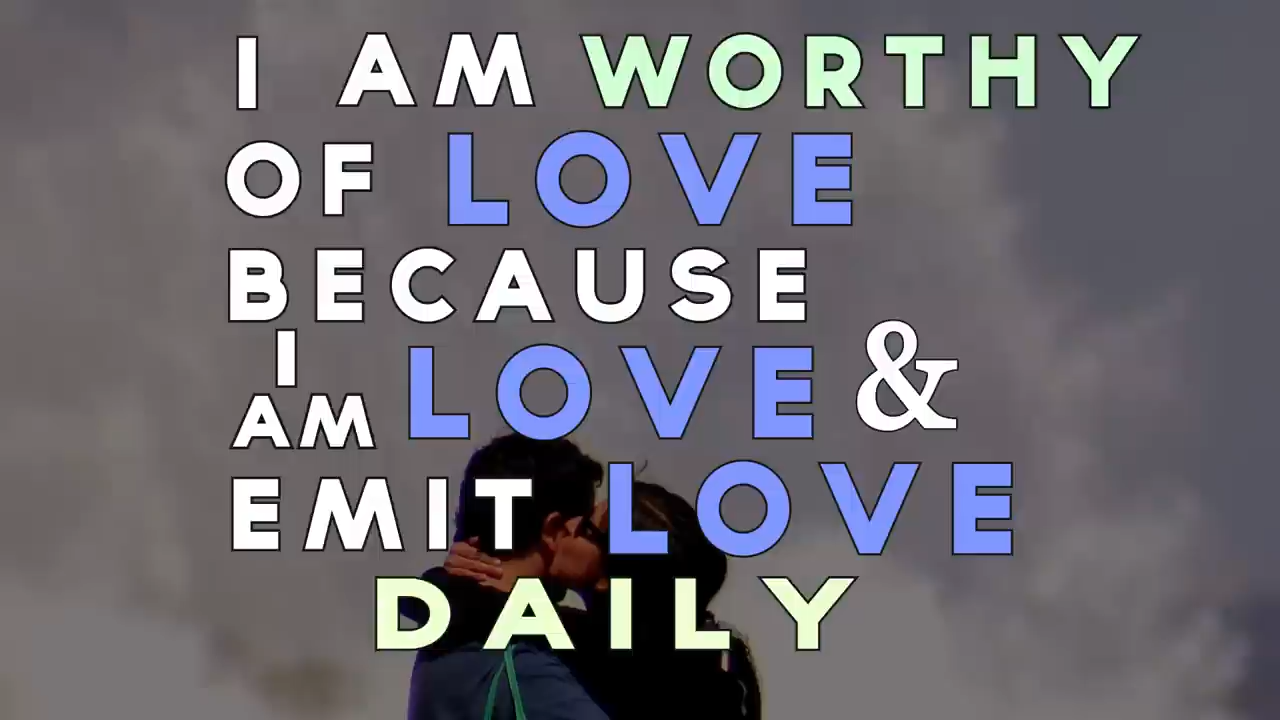 I AM WORTHY
OF LOVE
BECAUSE
I
AM LOVE &
EMIT LOVE
DAILY